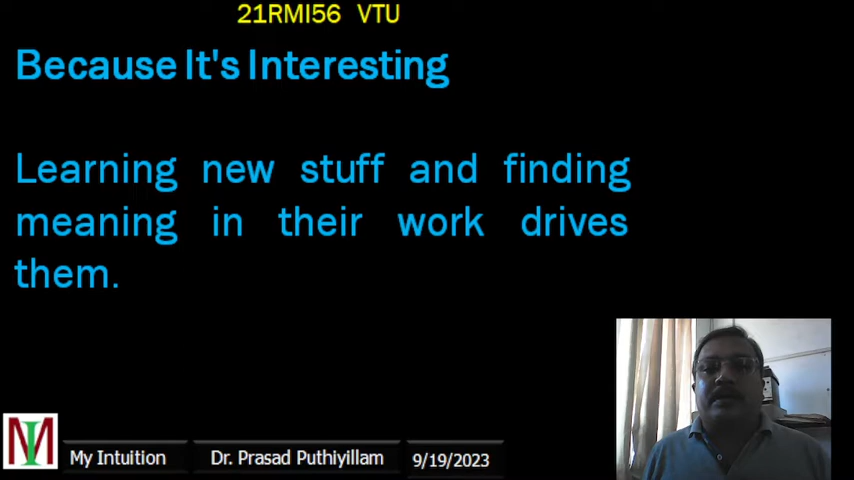 21RMI56 VTU
Because It's Interesting
Learning new stuff and finding
meaning in their work drives
them.
MI
My Intuition
Dr. Prasad Puthiyillam
9/19/2023